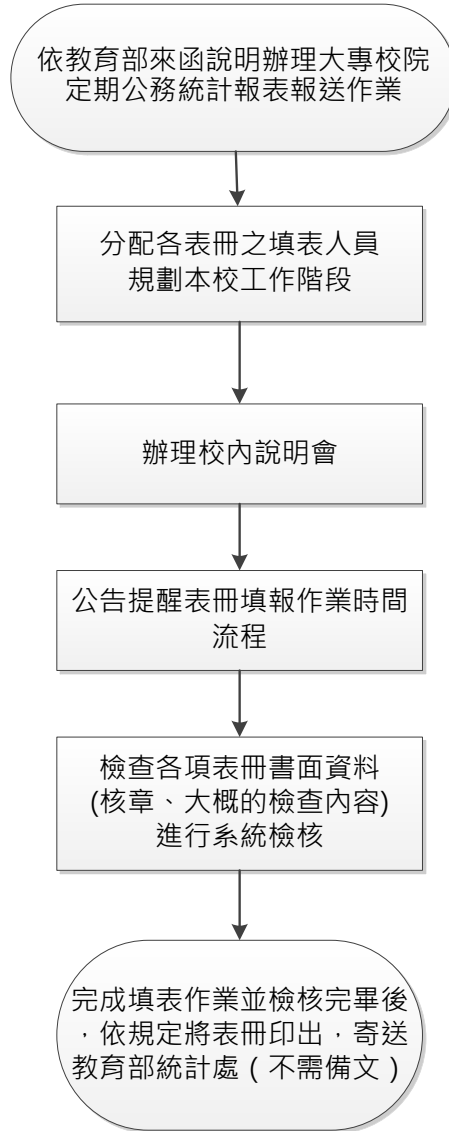 依教育部來函說明辦理大專校院
定期公務統計報表報送作業
分配各表冊之填表人員
規劃本校工作階段
辦理校內說明會
公告提醒表冊填報作業時間
流程
檢查各項表冊書面資料
(核章、大概的檢查內容)
進行系統檢核
完成填表作業並檢核完畢後
，依規定將表冊印出，寄送
教育部統計處（不需備文）